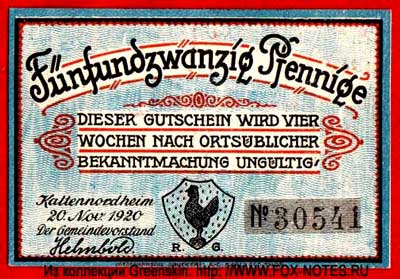 Fünfundzwanzig Pfennige
DIESER GUTSCHEIN WIRD VIER
WOCHEN NACH ORTSÜBLICHER
BEKANNTMACHUNG UNGÜLTIG!
Kaltennordheim
20. Nov. 1920
Der Gemeindevorstand
Helmbold
R. G.
No 30541
Из коллекции Greenskin. http://WWW.FOX-NOTES.RU